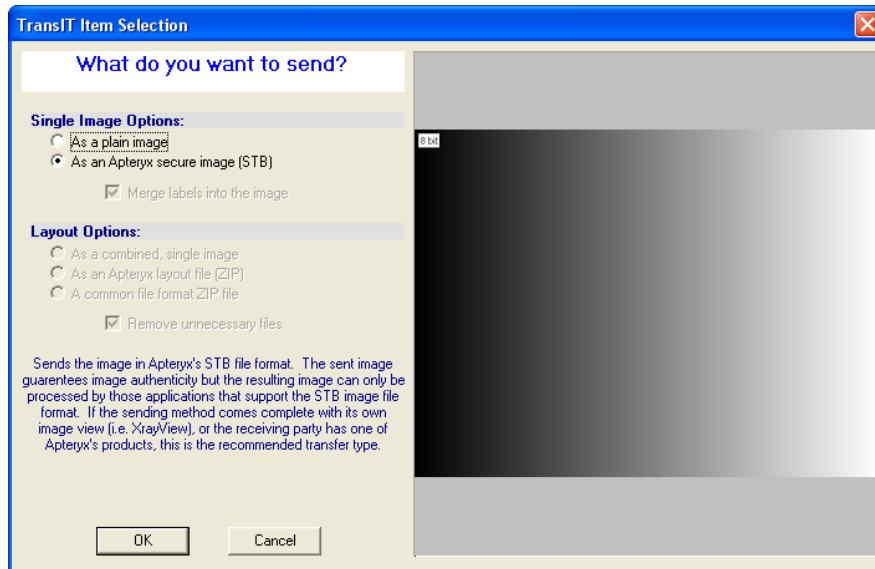 TransIT Item Selection
What do you want to send?
Single Image Options:
As a plain image
As an Apteryx secure image (STB)
Merge labels into the image
Layout Options:
As a combined, single image
As an Apteryx layout file (ZIP)
A common file format ZIP file
Remove unnecessary files
Sends the image in Apteryx's STB file format. The sent image
guarentees image authenticity but the resulting image can only be
processed by those applications that support the STB image file
format. If the sending method comes complete with its own
image view (i.e. XrayView), or the receiving party has one of
Apteryx's products, this is the recommended transfer type.
OK
Cancel
8 bit